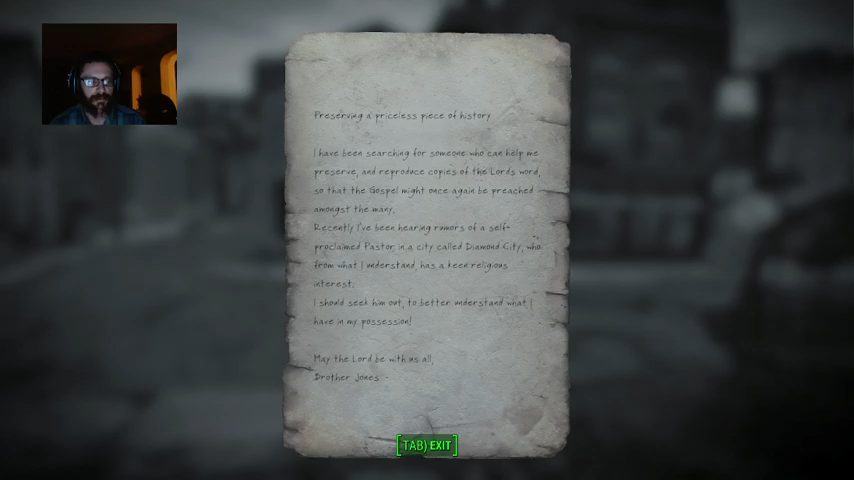 Preserving a priceless piece of history
I have been searching for someone who can help me
preserve, and reproduce copies of the Lords word,
so that the Gospel might once again be preached
amongst the many.
Recently I've been hearing rumors of a self-
proclaimed Pastor, in a city called Diamond City, who
from what I understand, has a keen religious
interest.
I should seek him out, to better understand what I
have in my possession!
May the Lord be with us all,
Brother Jones
[TAB) EXIT]